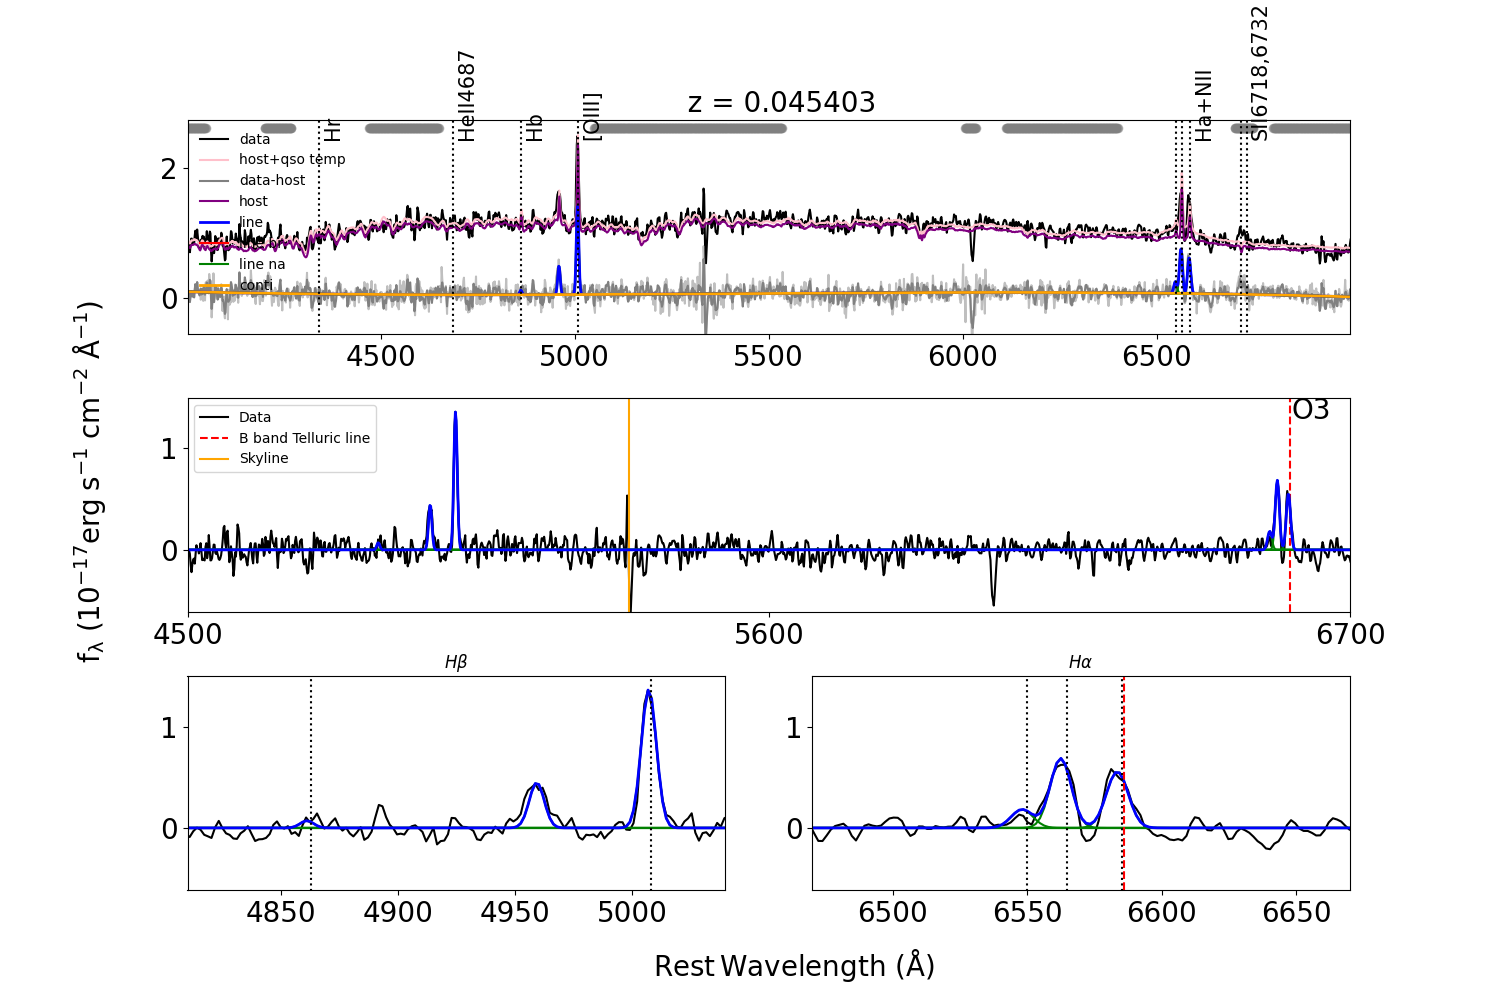 z = 0.045403
Hr
HeII4687
Hb
[OIII]
Ha+NII
SII6718,6732
data
host+qso temp
data-host
host
line
line na
conti
2
0
4500 5000 5500 6000 6500
fλ (10⁻¹⁷erg s⁻¹ cm⁻² Å⁻¹)
Data
B band Telluric line
Skyline
O3
1
0
4500 5600 6700
Hβ
1
0
4850 4900 4950 5000
Hα
1
0
6500 6550 6600 6650
Rest Wavelength (Å)